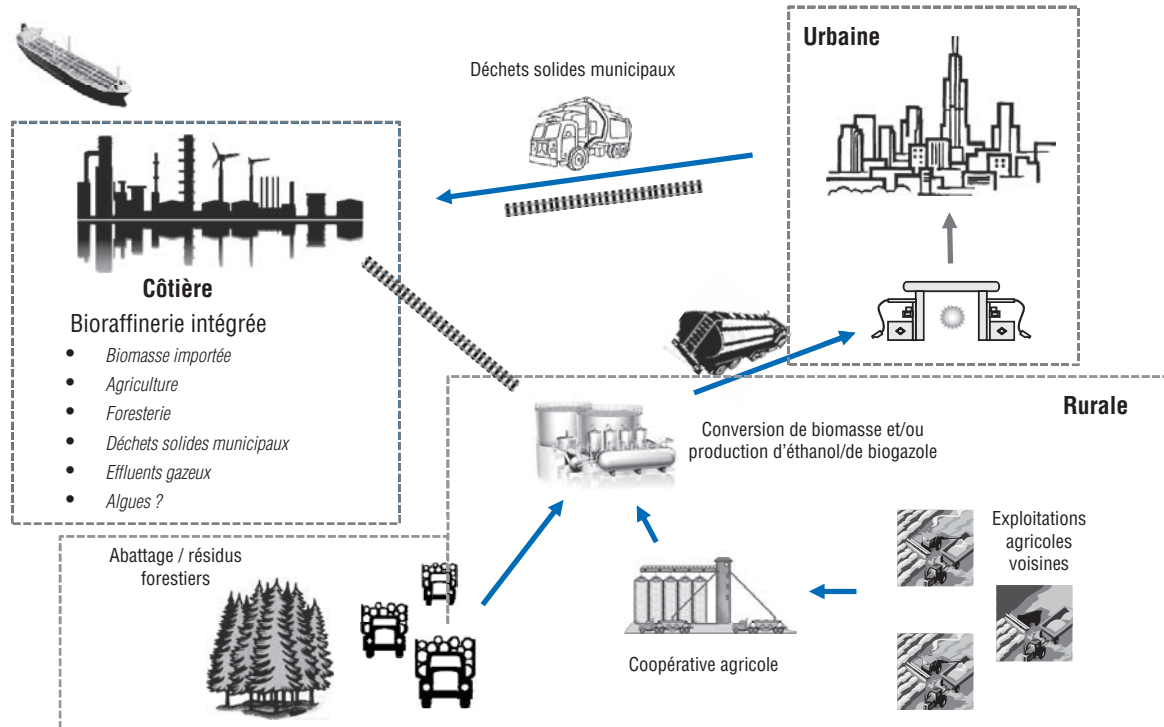 Urbaine
Déchets solides municipaux
Côtière
Bioraffinerie intégrée
• Biomasse importée
• Agriculture
• Foresterie
• Déchets solides municipaux
• Effluents gazeux
• Algues ?
Rurale
Conversion de biomasse et/ou
production d'éthanol/de biogazole
Abattage / résidus
forestiers
Exploitations
agricoles
voisines
Coopérative agricole